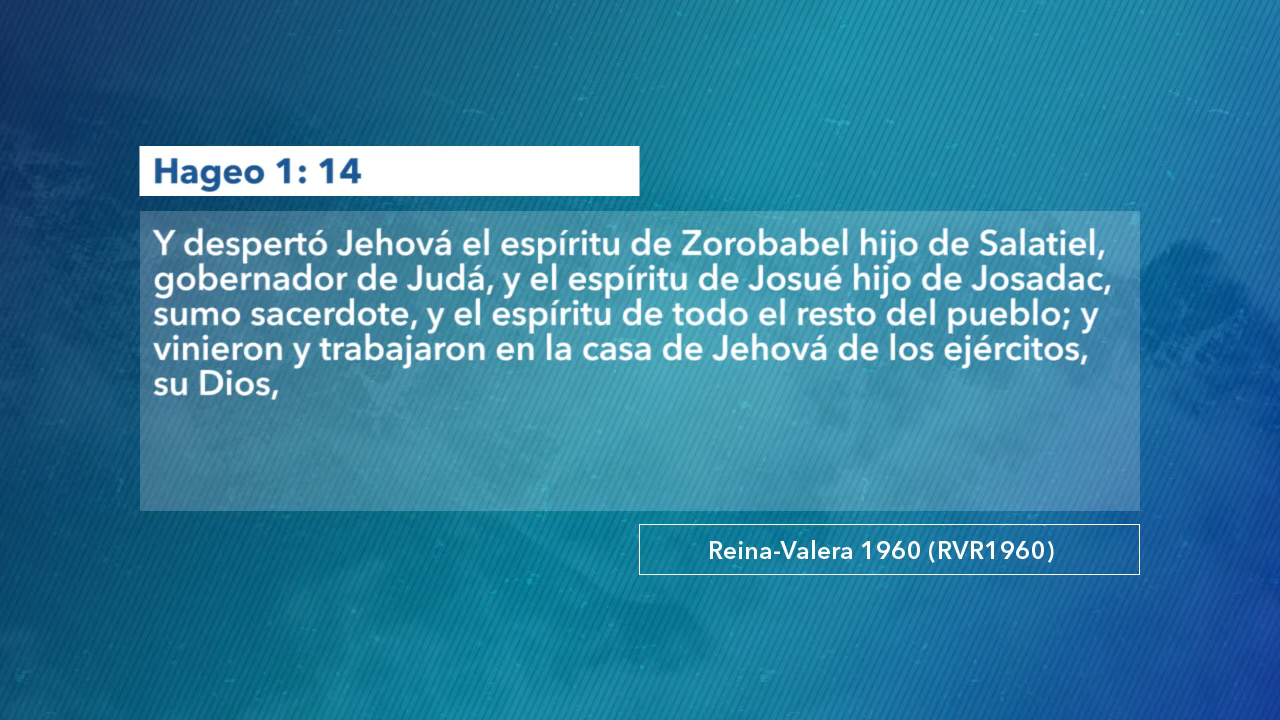 Hageo 1: 14
Y despertó Jehová el espíritu de Zorobabel hijo de Salatiel,
gobernador de Judá, y el espíritu de Josué hijo de Josadac,
sumo sacerdote, y el espíritu de todo el resto del pueblo; y
vinieron y trabajaron en la casa de Jehová de los ejércitos,
su Dios,
Reina-Valera 1960 (RVR1960)